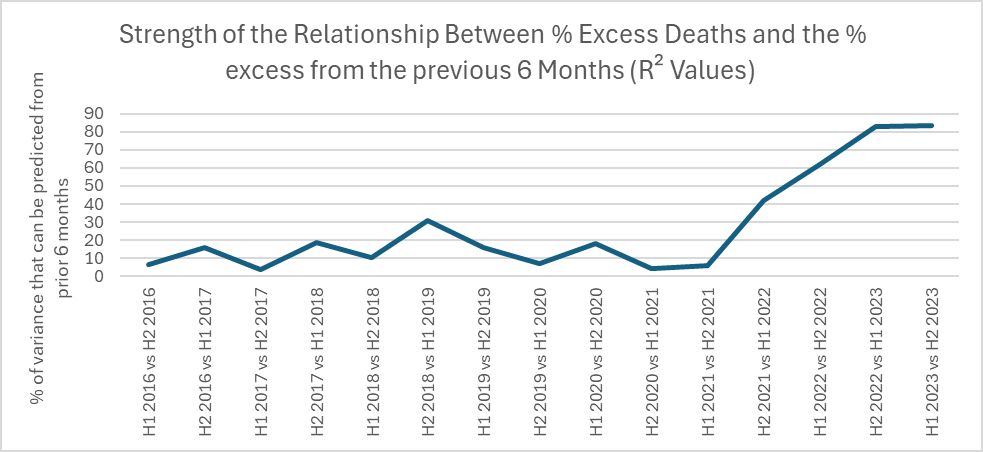 Strength of the Relationship Between % Excess Deaths and the %
excess from the previous 6 Months (R² Values)
% of variance that can be predicted from
prior 6 months
90
80
70
60
50
40
30
20
10
0
H1 2016 vs H2 2016
H2 2016 vs H1 2017
H1 2017 vs H2 2017
H2 2017 vs H1 2018
H1 2018 vs H2 2018
H2 2018 vs H1 2019
H1 2019 vs H2 2019
H2 2019 vs H1 2020
H1 2020 vs H2 2020
H2 2020 vs H1 2021
H1 2021 vs H2 2021
H2 2021 vs H1 2022
H1 2022 vs H2 2022
H2 2022 vs H1 2023
H1 2023 vs H2 2023